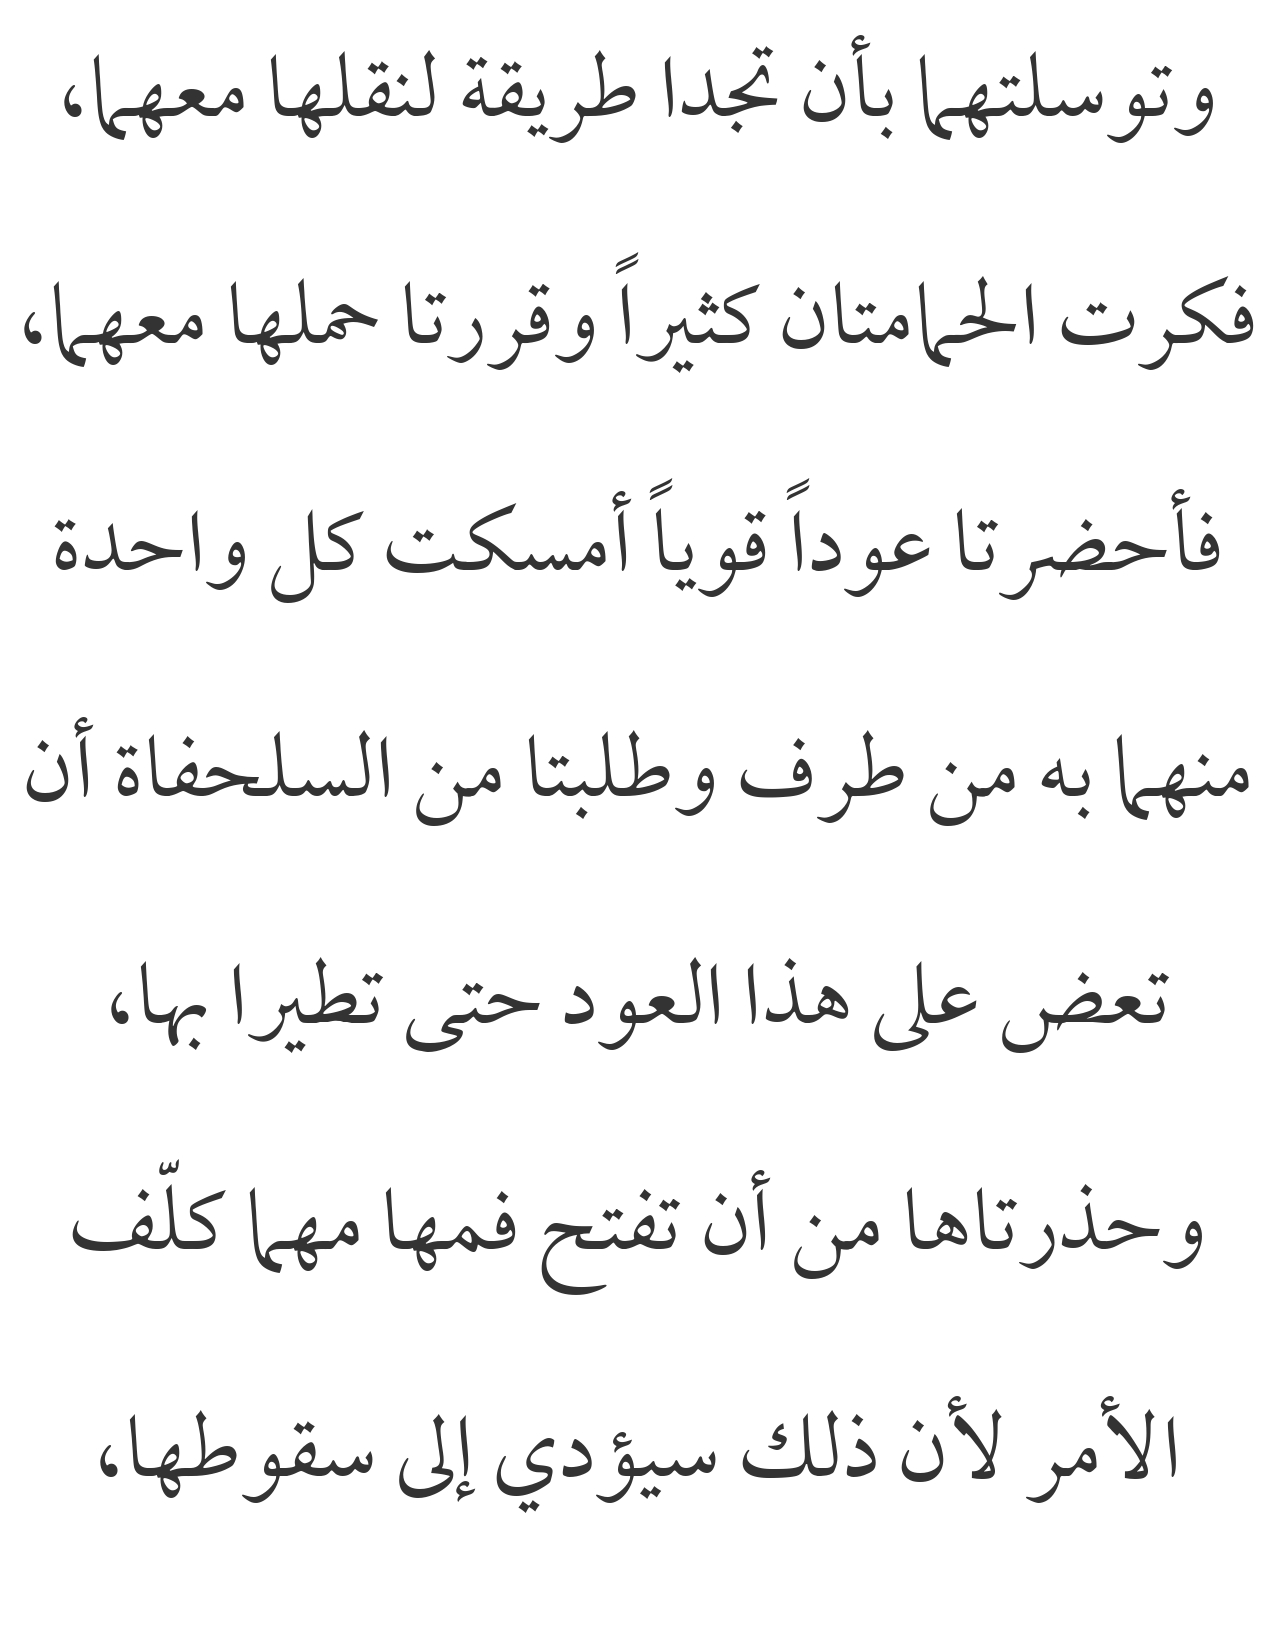 وتوسلتهما بأن تجدا طريقة لنقلها معهما،
فكرت الحمامتان كثيراً وقررتا حملها معهما،
فأحضرتا عوداً قوياً أمسكت كل واحدة
منهما به من طرف وطلبتا من السلحفاة أن
تعض على هذا العود حتى تطيرا بها،
وحذرتاها من أن تفتح فمها مهما كلّف
الأمر لأن ذلك سيؤدي إلى سقوطها،